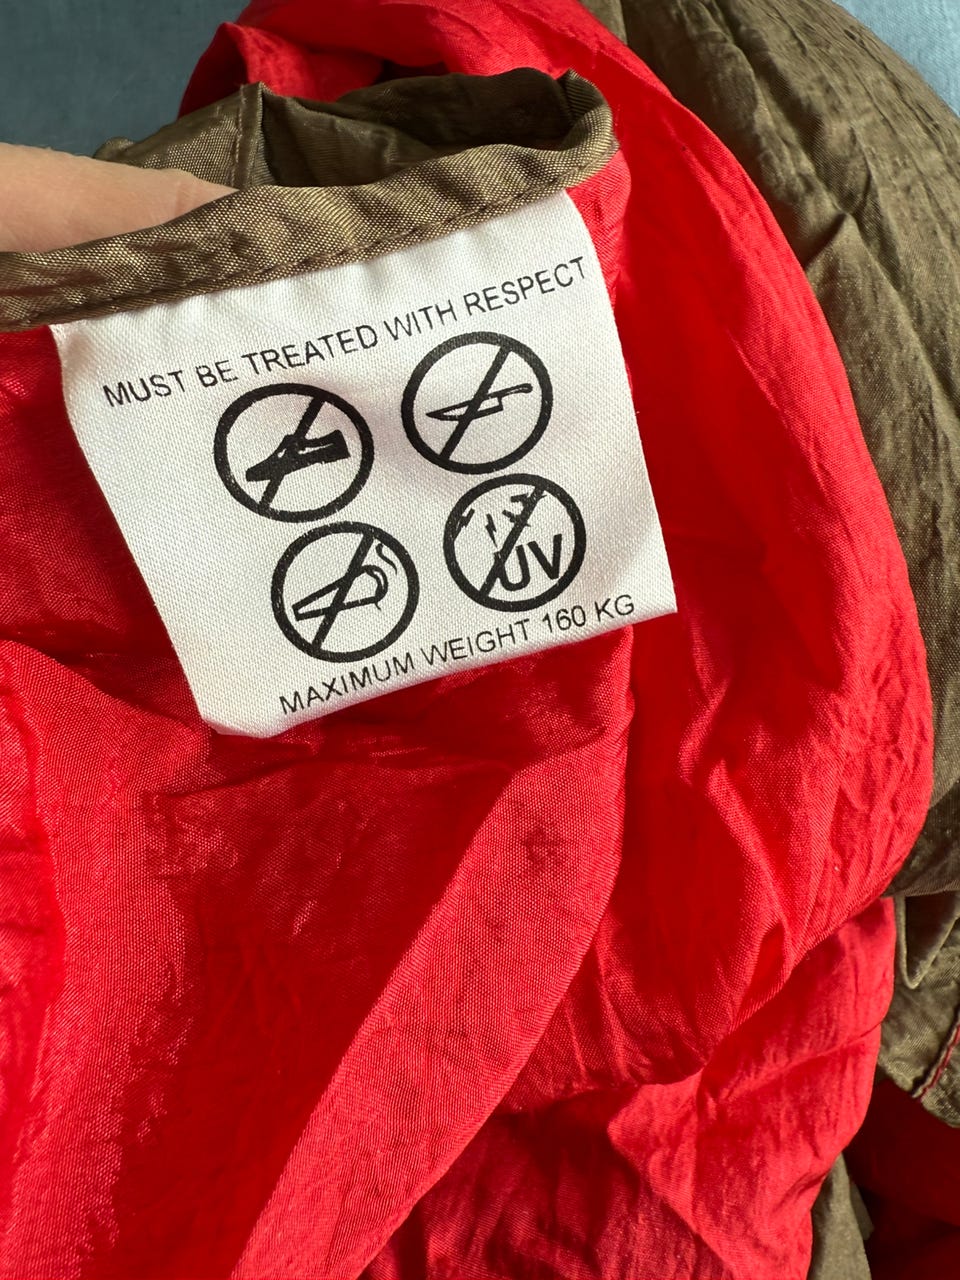 MUST BE TREATED WITH RESPECT
UV
MAXIMUM WEIGHT 160 KG